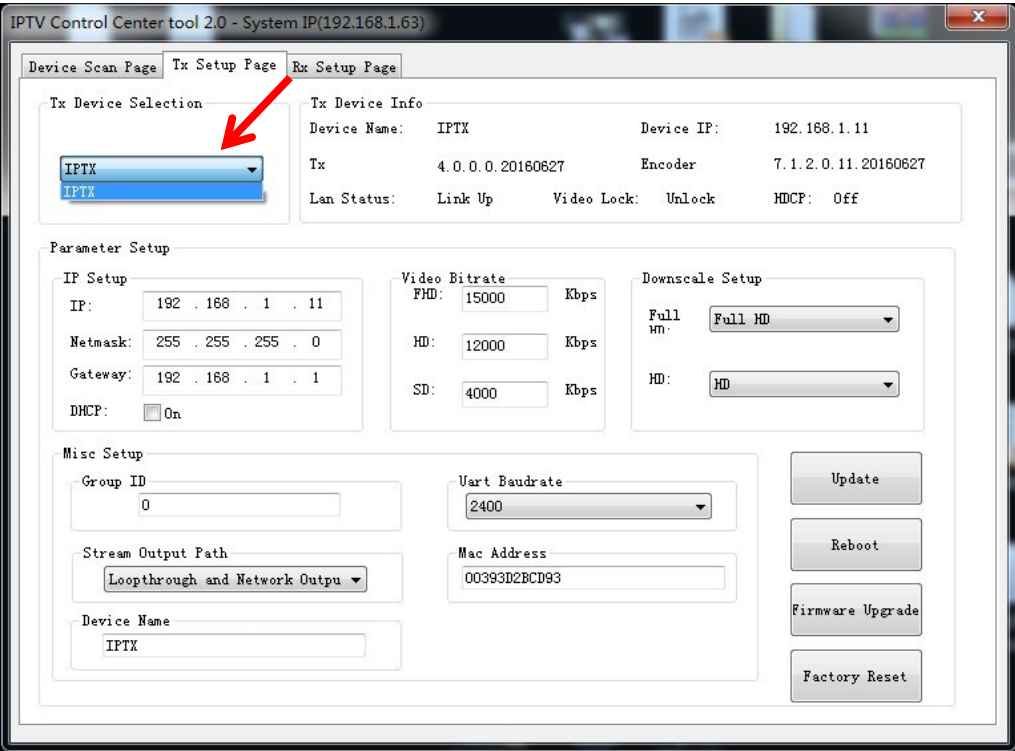 IPTV Control Center tool 2.0 - System IP(192.168.1.63)
Device Scan Page Tx Setup Page Rx Setup Page
Tx Device Selection
IPTX
IPTX
Tx Device Info
Device Name: IPTX Device IP: 192.168.1.11
Tx 4.0.0.0.20160627 Encoder 7.1.2.0.11.20160627
Lan Status: Link Up Video Lock: Unlock HDCP: Off
Parameter Setup
IP Setup
IP: 192 . 168 . 1 . 11
Netmask: 255 . 255 . 255 . 0
Gateway: 192 . 168 . 1 . 1
DHCP: On
Video Bitrate
FHD: 15000 Kbps
HD: 12000 Kbps
SD: 4000 Kbps
Downscale Setup
Full HD: Full HD
HD: HD
Misc Setup
Group ID
0
Uart Baudrate
2400
Stream Output Path
Loopthrough and Network Outpu
Mac Address
00393D2BCD93
Device Name
IPTX
Update
Reboot
Firmware Upgrade
Factory Reset